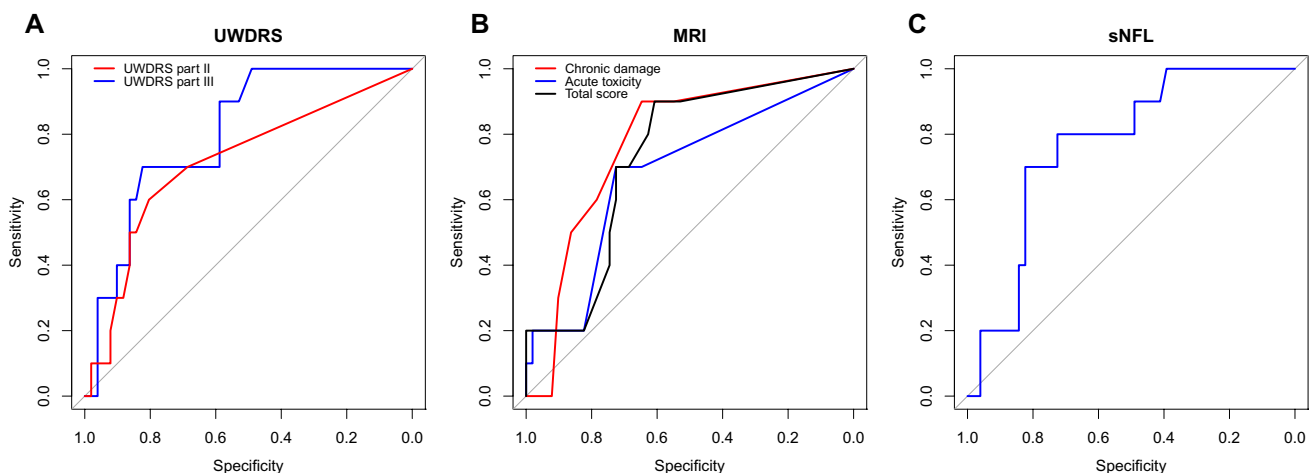 A
UWDRS
UWDRS part II
UWDRS part III
Sensitivity
0.0 0.2 0.4 0.6 0.8 1.0
1.0 0.8 0.6 0.4 0.2 0.0
Specificity
B
MRI
Chronic damage
Acute toxicity
Total score
Sensitivity
0.0 0.2 0.4 0.6 0.8 1.0
1.0 0.8 0.6 0.4 0.2 0.0
Specificity
C
sNFL
Sensitivity
0.0 0.2 0.4 0.6 0.8 1.0
1.0 0.8 0.6 0.4 0.2 0.0
Specificity